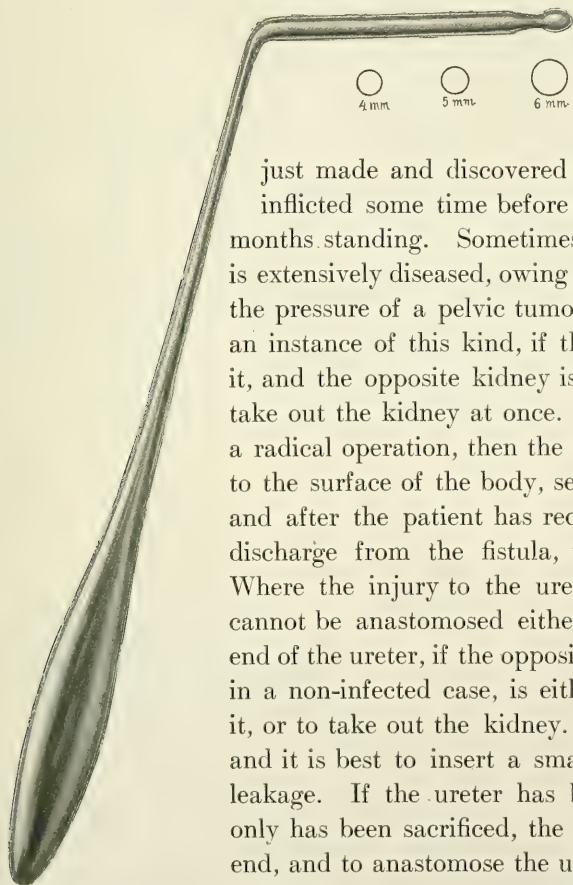 4 mm 5 mm 6 mm
just made and discovered
inflicted some time before
months standing. Sometimes
is extensively diseased, owing
the pressure of a pelvic tumo
an instance of this kind, if th
it, and the opposite kidney is
take out the kidney at once.
a radical operation, then the
to the surface of the body, se
and after the patient has rec
discharge from the fistula,
Where the injury to the ure
cannot be anastomosed eithe
end of the ureter, if the opposi
in a non-infected case, is eit
it, or to take out the kidney.
and it is best to insert a sma
leakage. If the ureter has b
only has been sacrificed, the
end, and to anastomose the u